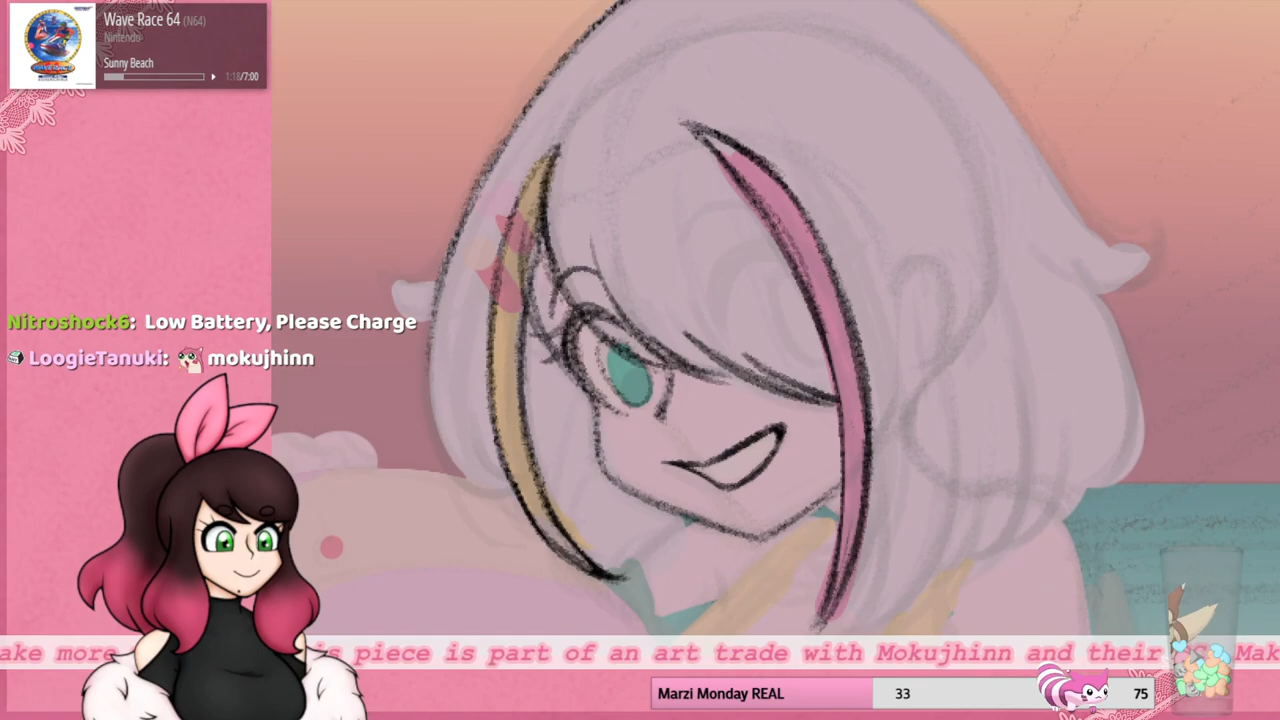 Wave Race 64 (N64)
Nintendo
Sunny Beach
1:18/7:00
Nitroshock6: Low Battery, Please Charge
LoogieTanuki: mokujhinn
ake more is piece is part of an art trade with Mokujhinn and their Mak
Marzi Monday REAL 33 75